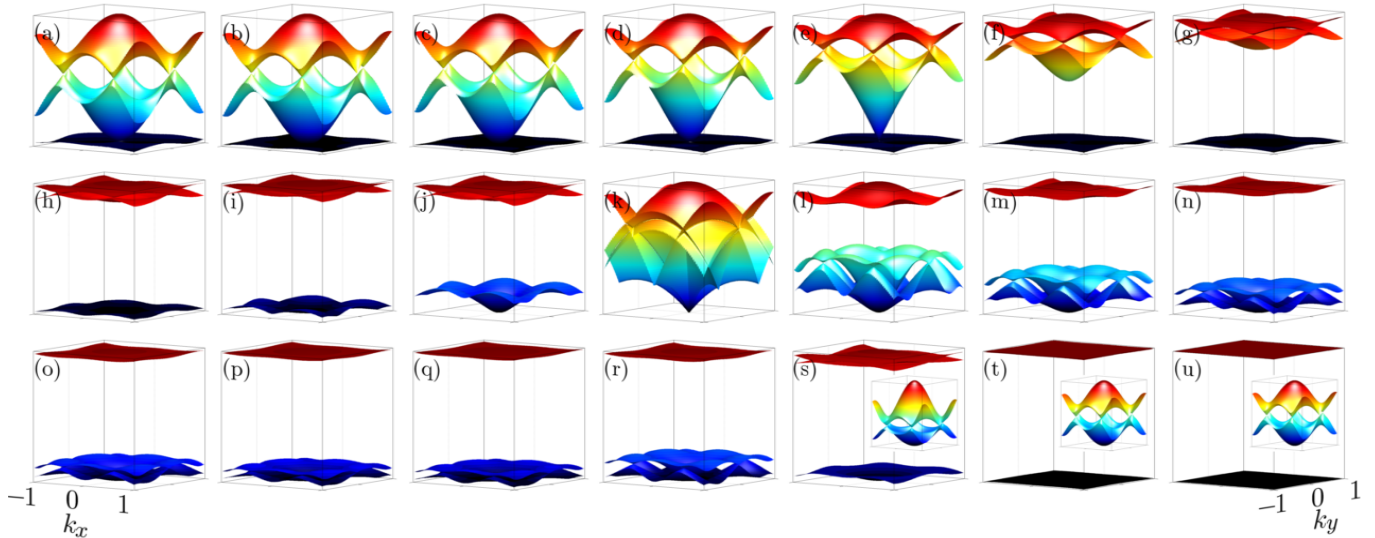 (a) (b) (c) (d) (e) (f) (g)
(h) (i) (j) (k) (l) (m) (n)
(o) (p) (q) (r) (s) (t) (u)
−1 0 1 −1 0 1
kx ky